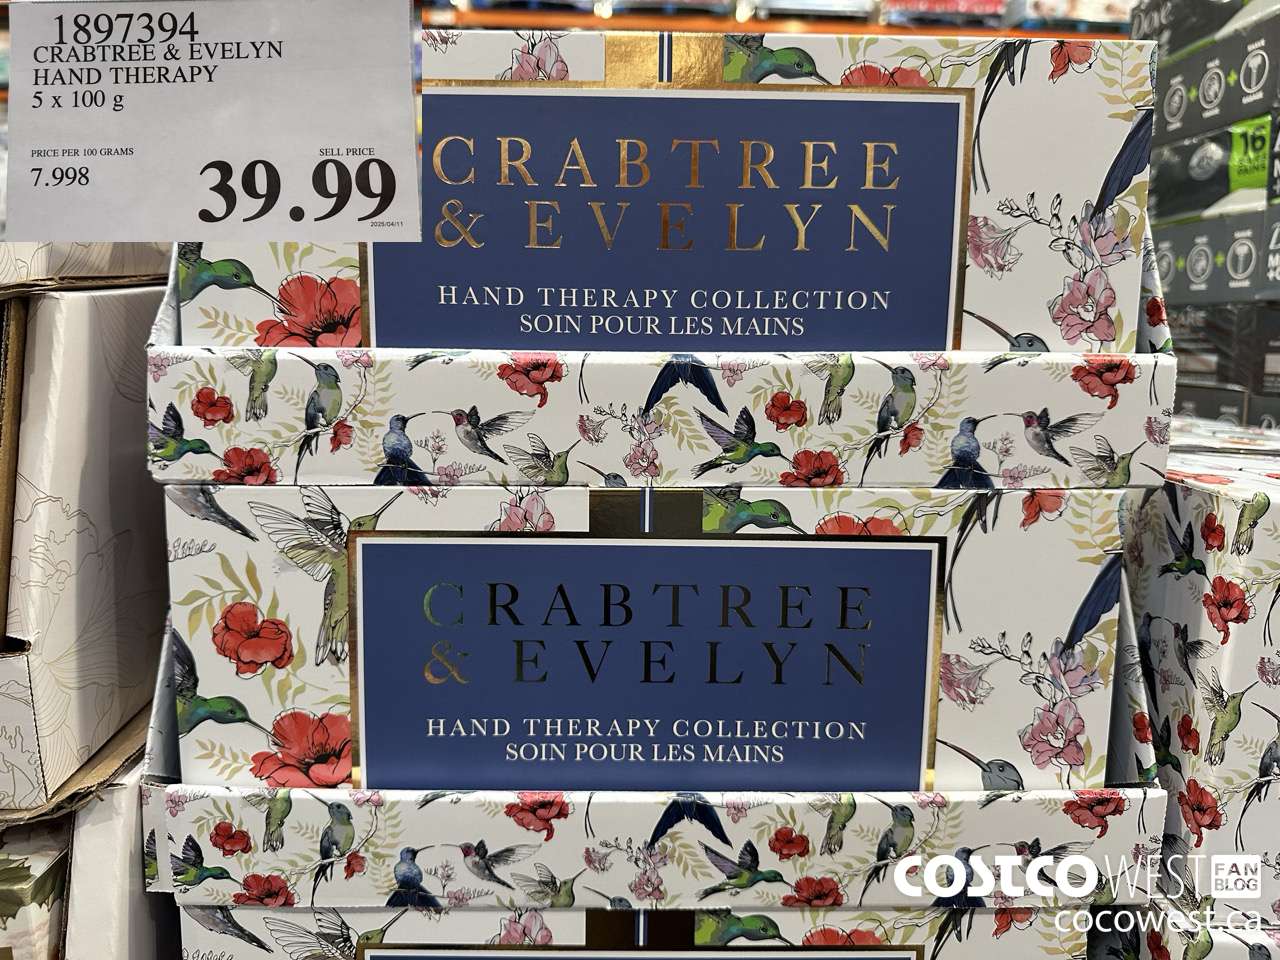 1897394
CRABTREE & EVELYN
HAND THERAPY
5 x 100 g
PRICE PER 100 GRAMS
7.998
SELL PRICE
39.99
2025/04/11
CRABTREE
& EVELYN
HAND THERAPY COLLECTION
SOIN POUR LES MAINS
CRABTREE
& EVELYN
HAND THERAPY COLLECTION
SOIN POUR LES MAINS
Dove
16
COSTCO WEST FAN BLOG
cocowest.ca